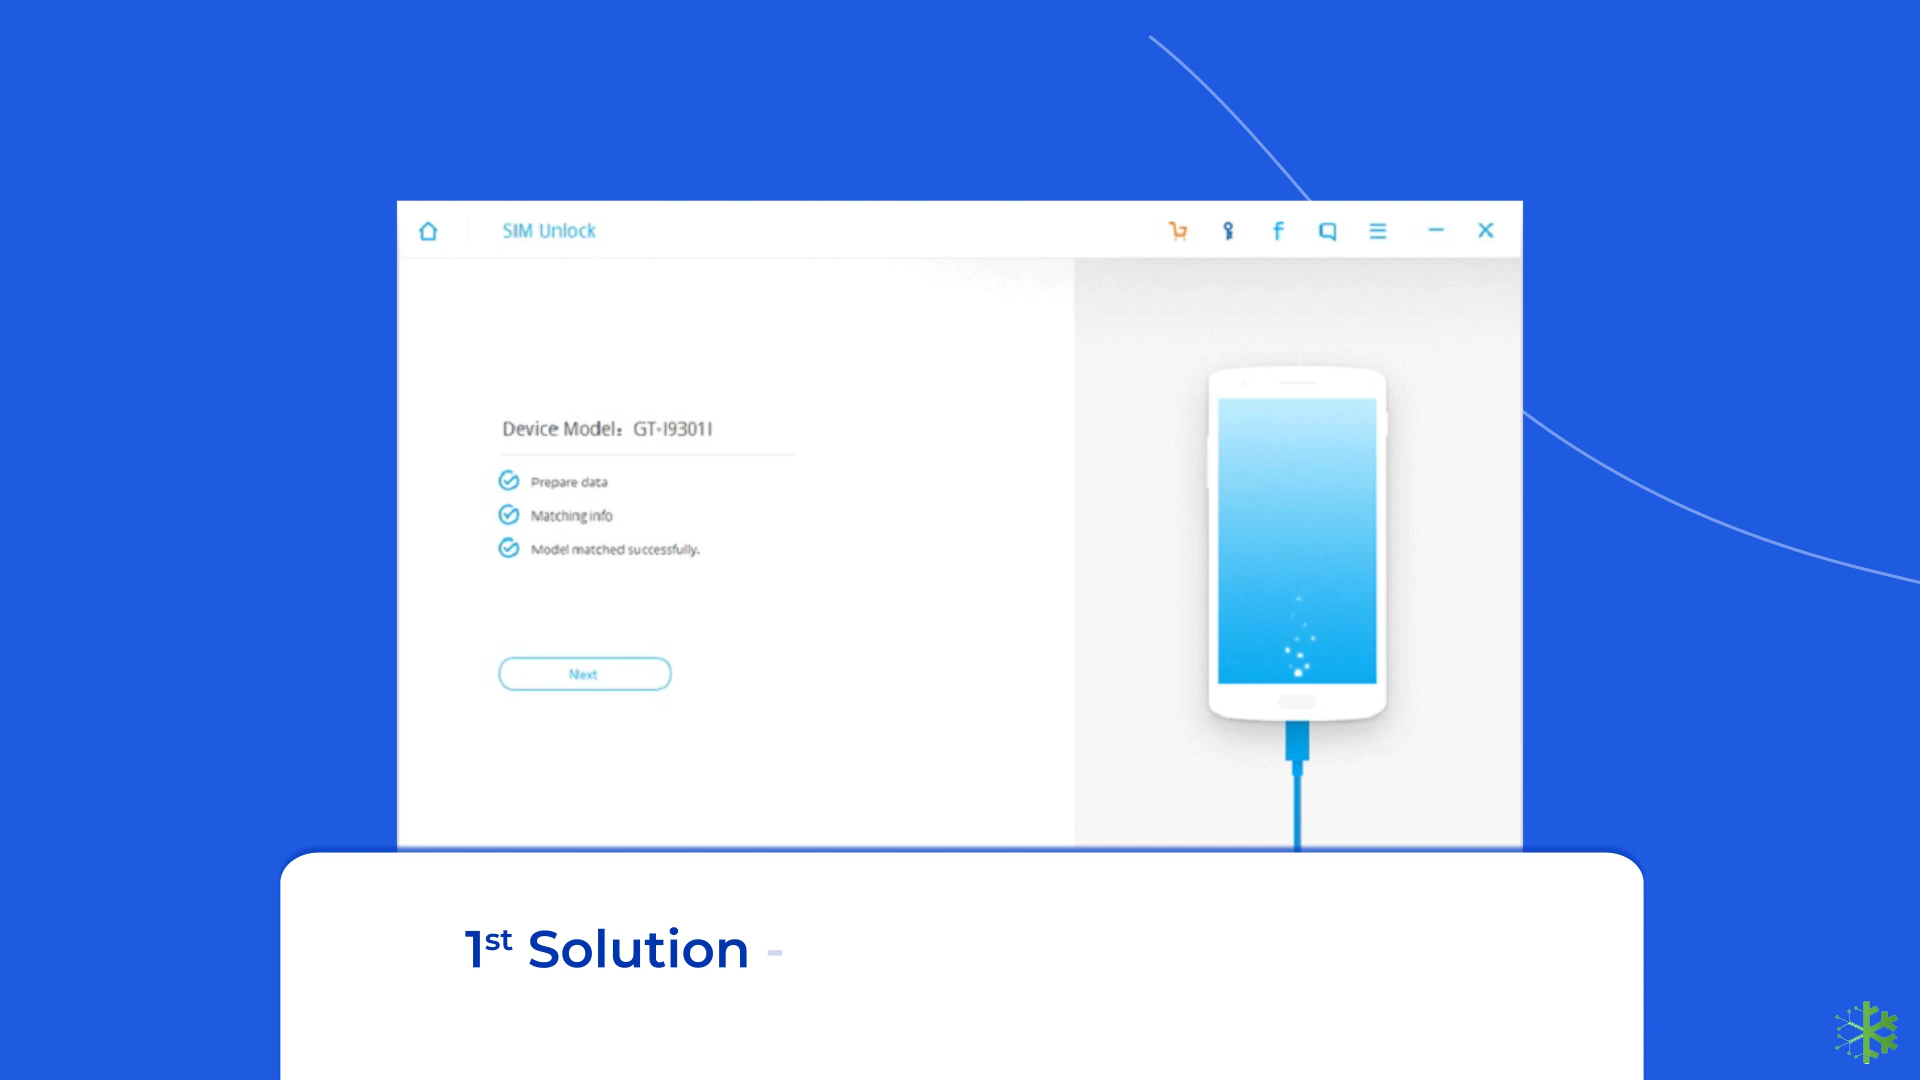 SIM Unlock
Device Model: GT-I9301I
Prepare data
Matching info
Model matched successfully.
Next
1st Solution -